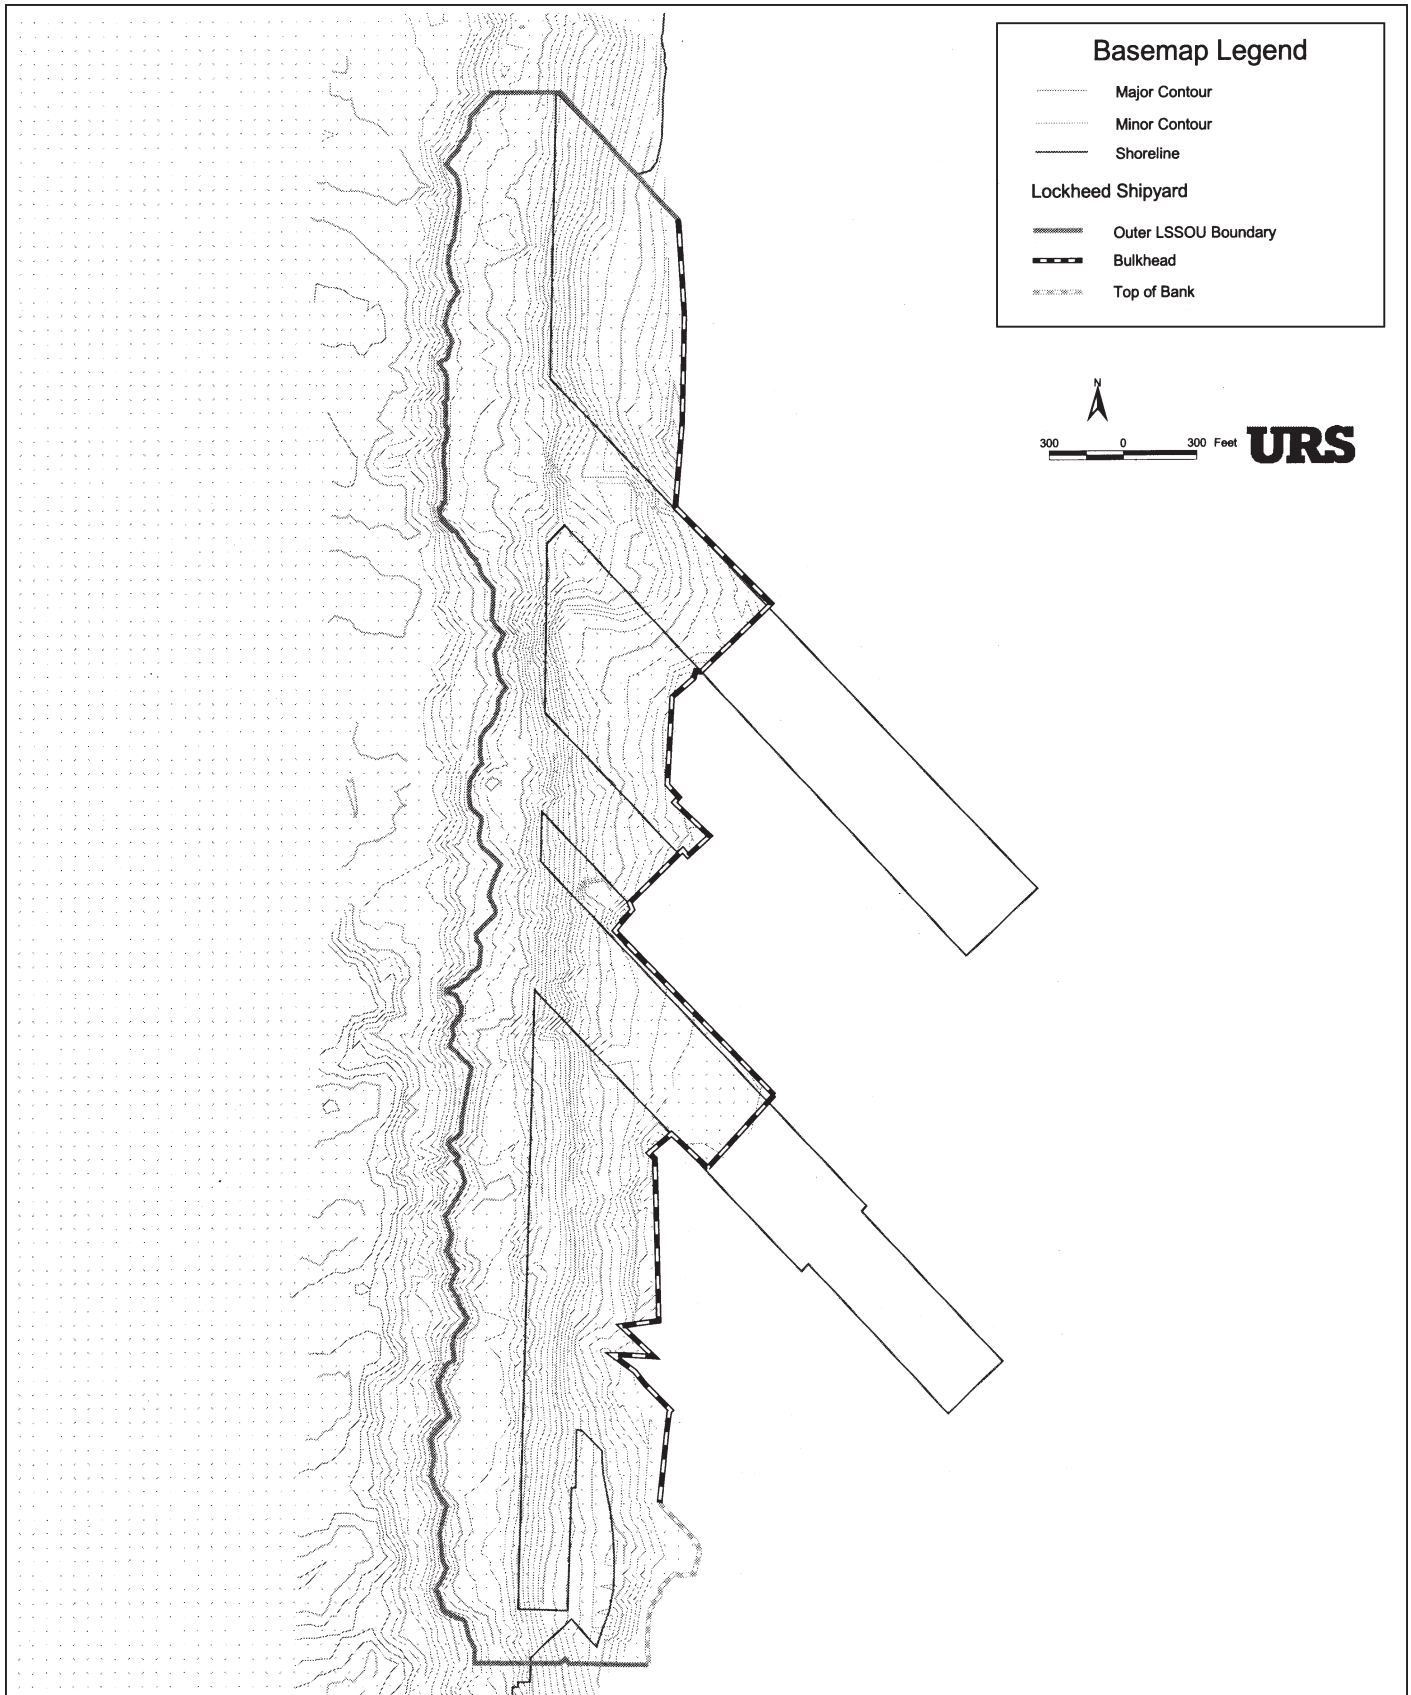 Basemap Legend
Major Contour
Minor Contour
Shoreline
Lockheed Shipyard
Outer LSSOU Boundary
Bulkhead
Top of Bank
N
300 0 300 Feet
URS